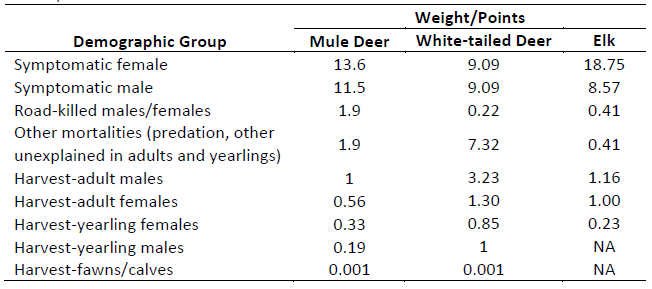 Weight/Points
Demographic Group Mule Deer White-tailed Deer Elk
Symptomatic female 13.6 9.09 18.75
Symptomatic male 11.5 9.09 8.57
Road-killed males/females 1.9 0.22 0.41
Other mortalities (predation, other
unexplained in adults and yearlings) 1.9 7.32 0.41
Harvest-adult males 1 3.23 1.16
Harvest-adult females 0.56 1.30 1.00
Harvest-yearling females 0.33 0.85 0.23
Harvest-yearling males 0.19 1 NA
Harvest-fawns/calves 0.001 0.001 NA